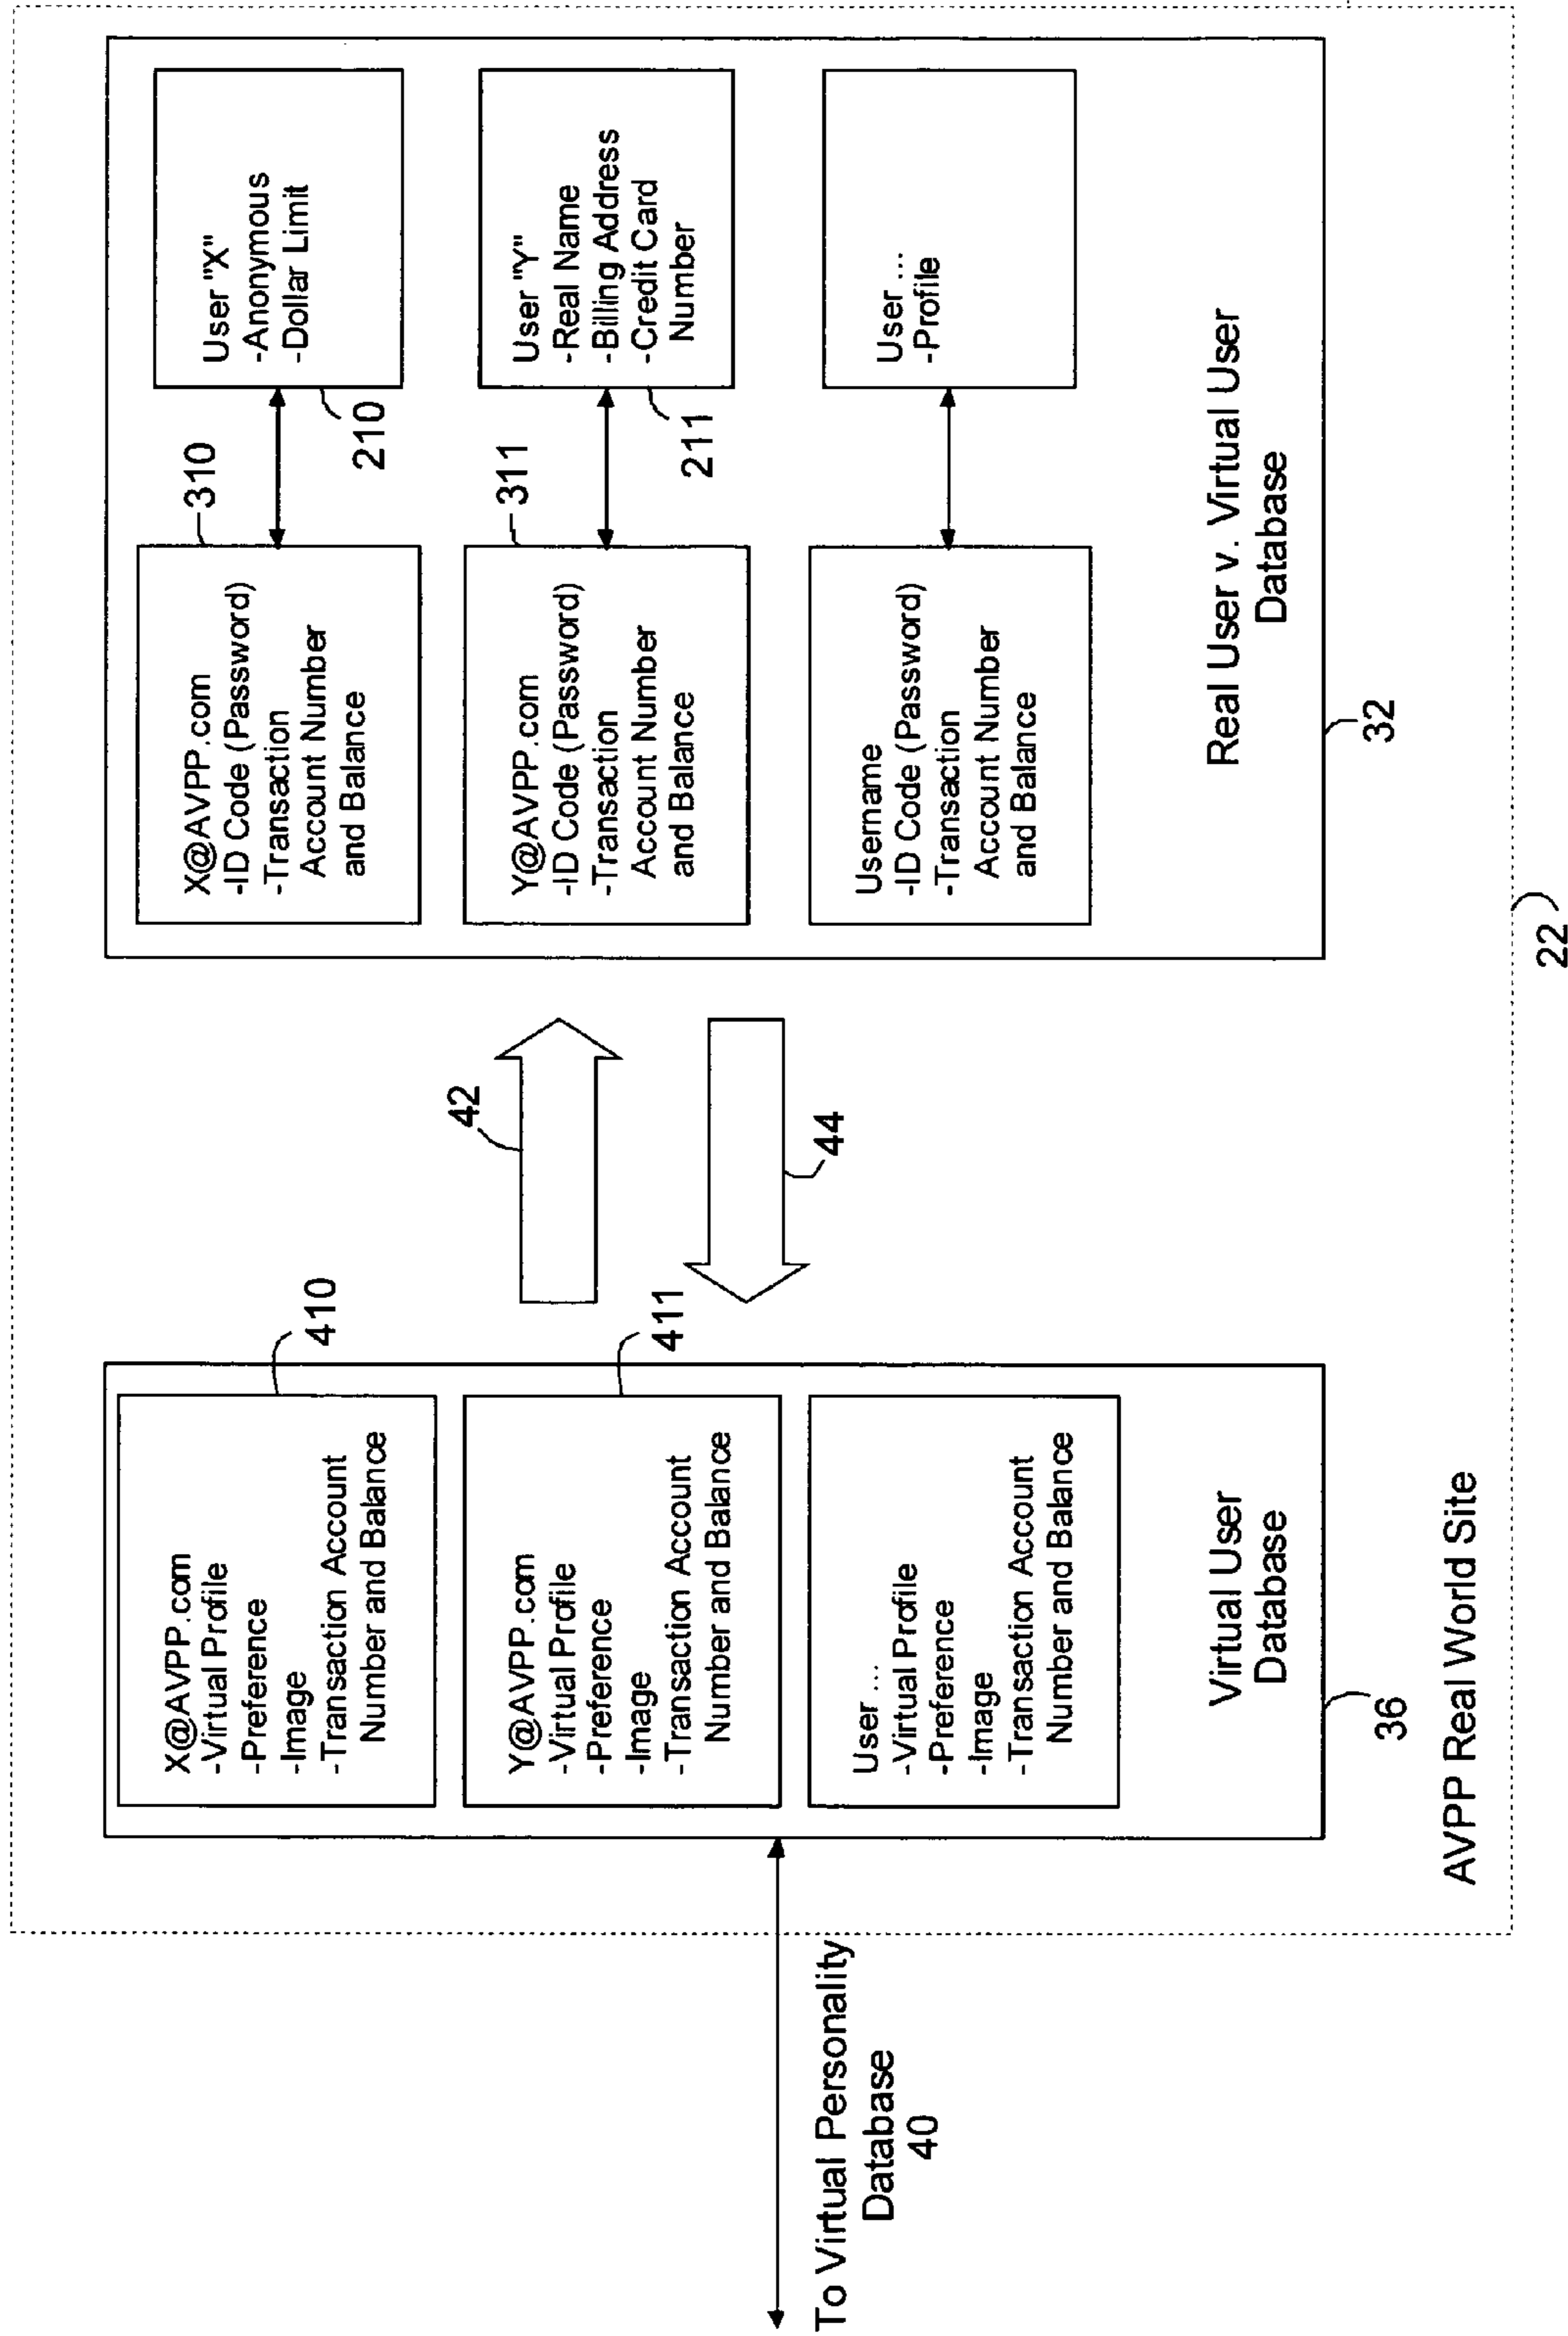 X@AVPP.com
-Virtual Profile
-Preference
-Image
-Transaction Account
Number and Balance
410
Y@AVPP.com
-Virtual Profile
-Preference
-Image
-Transaction Account
Number and Balance
411
User ...
-Virtual Profile
-Preference
-Image
-Transaction Account
Number and Balance
Virtual User
Database
36
42
44
X@AVPP.com
-ID Code (Password)
-Transaction
Account Number
and Balance
310
User "X"
-Anonymous
-Dollar Limit
210
Y@AVPP.com
-ID Code (Password)
-Transaction
Account Number
and Balance
311
User "Y"
-Real Name
-Billing Address
-Credit Card
Number
211
Username
-ID Code (Password)
-Transaction
Account Number
and Balance
User ...
-Profile
Real User v. Virtual User
Database
32
To Virtual Personality
Database
40
AVPP Real World Site
22